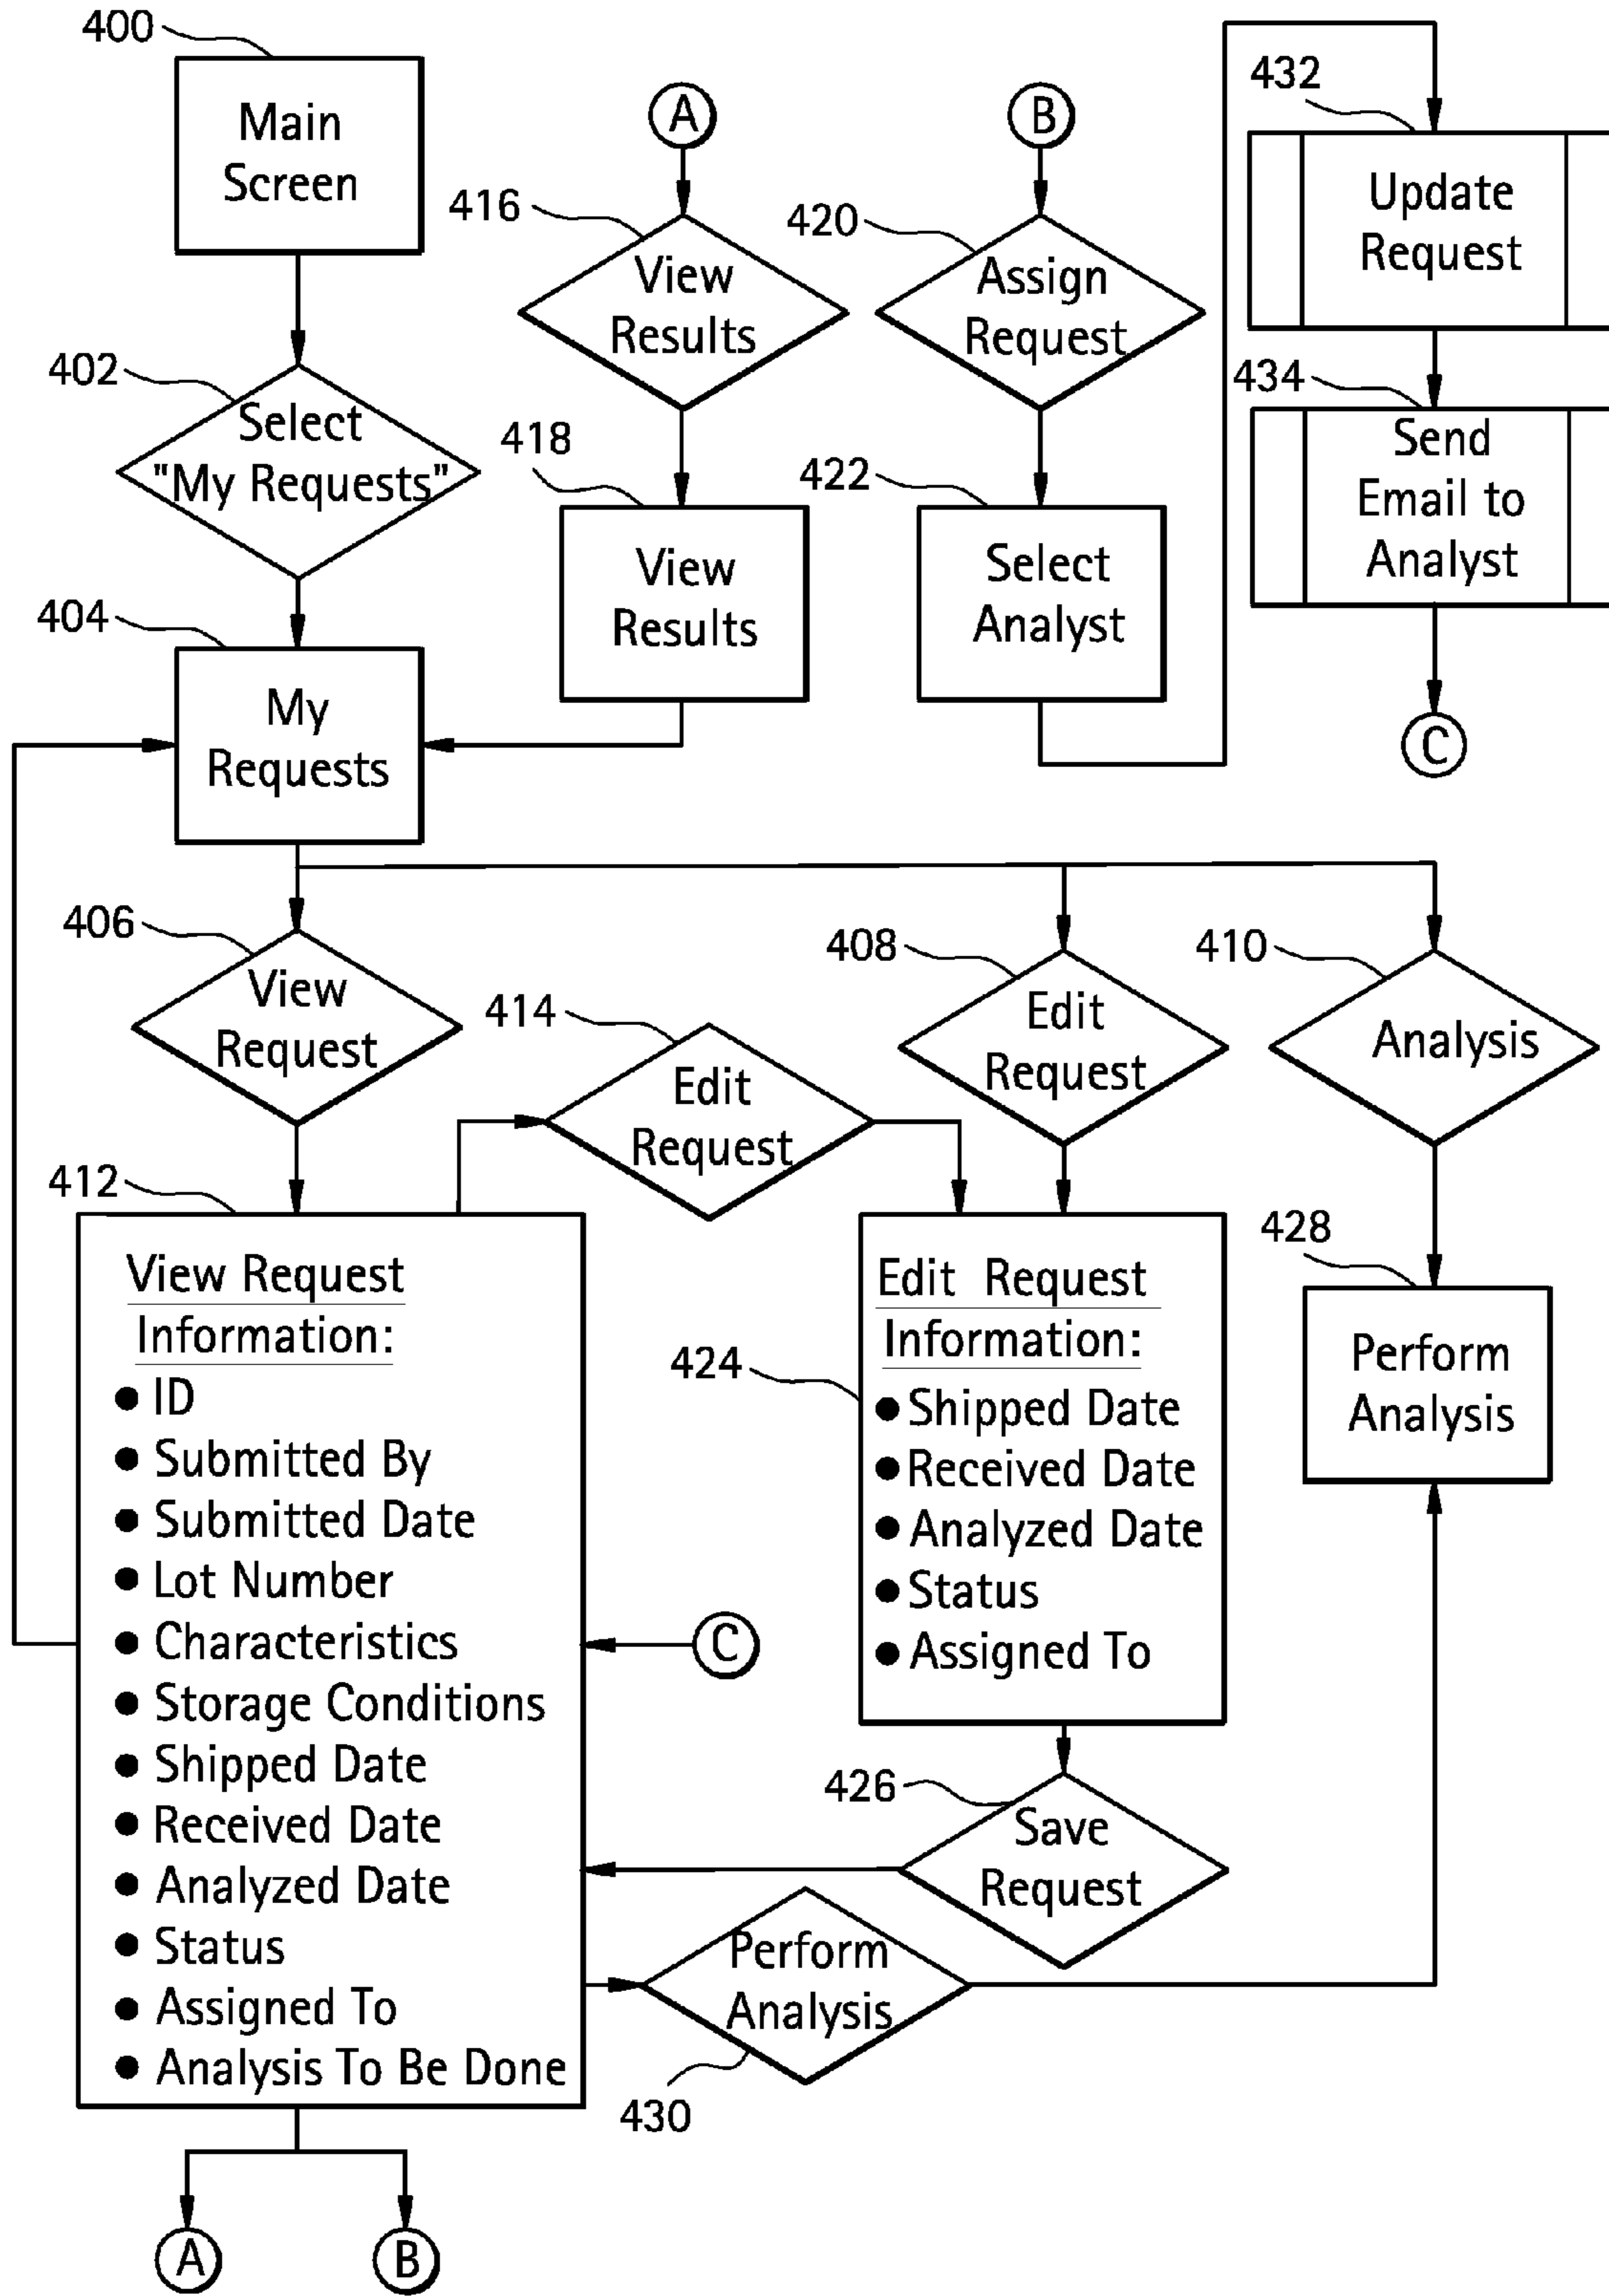 400
Main
Screen
402
Select
"My Requests"
404
My
Requests
A
416
View
Results
418
View
Results
B
420
Assign
Request
422
Select
Analyst
432
Update
Request
434
Send
Email to
Analyst
C
406
View
Request
414
Edit
Request
408
Edit
Request
410
Analysis
412
View Request
Information:
● ID
● Submitted By
● Submitted Date
● Lot Number
● Characteristics
● Storage Conditions
● Shipped Date
● Received Date
● Analyzed Date
● Status
● Assigned To
● Analysis To Be Done
C
424
Edit Request
Information:
● Shipped Date
● Received Date
● Analyzed Date
● Status
● Assigned To
428
Perform
Analysis
426
Save
Request
Perform
Analysis
430
A
B